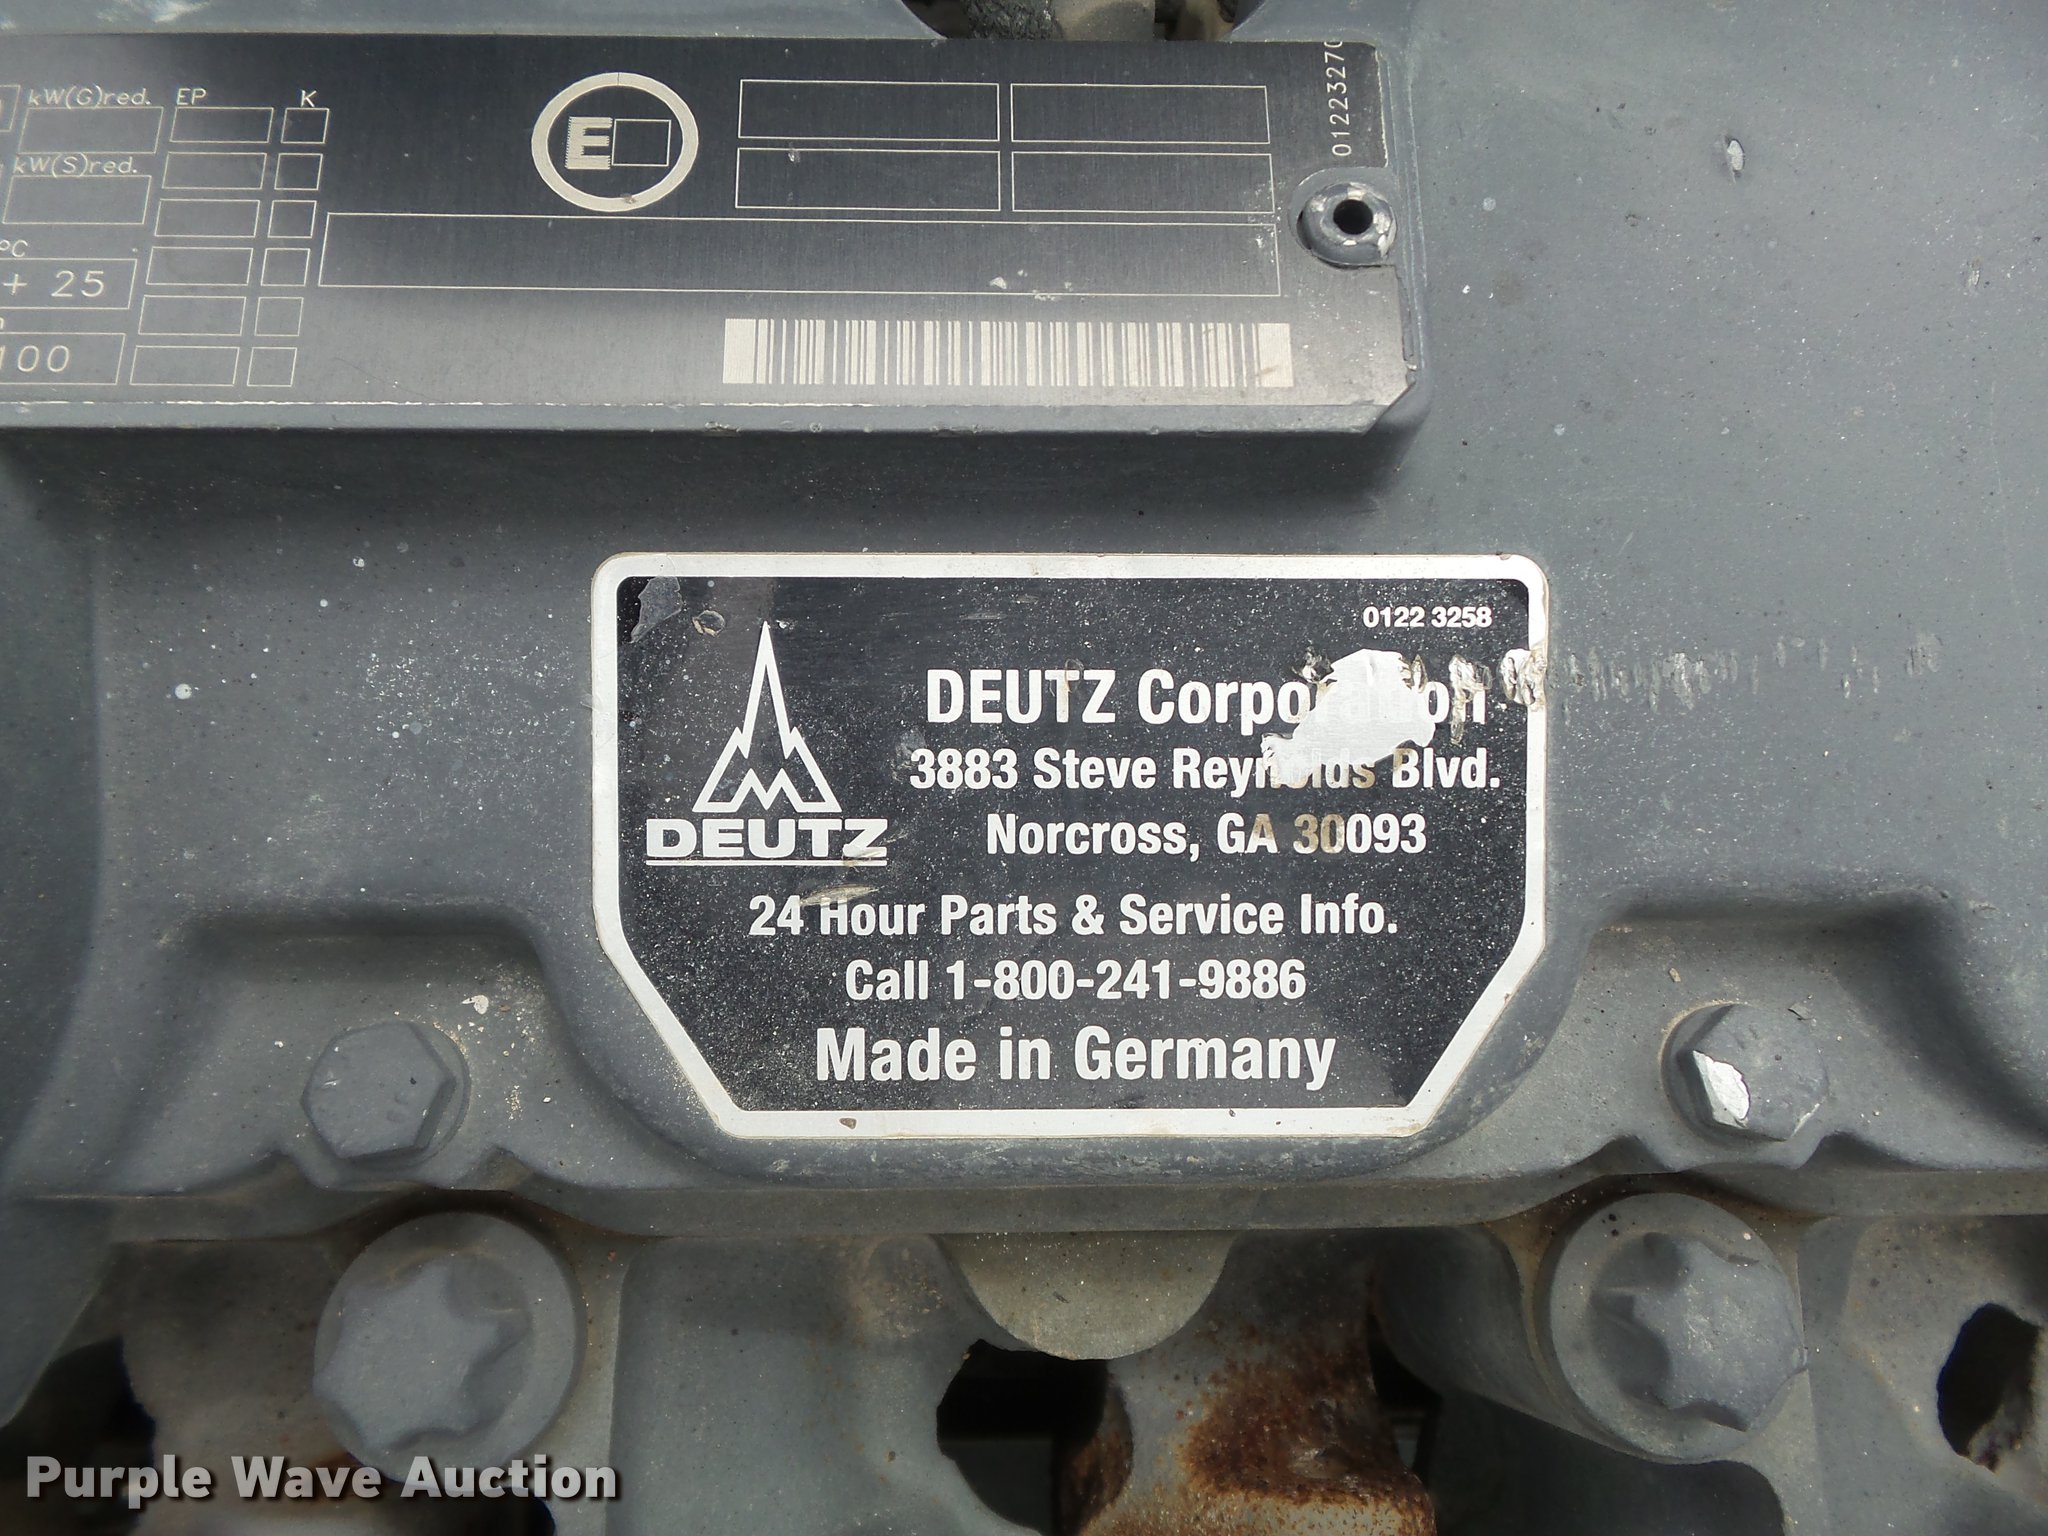 kW(G)red. EP K
kW(S)red.
°C
+ 25
100
E
01223270
0122 3258
DEUTZ Corporation
3883 Steve Reynolds Blvd.
Norcross, GA 30093
DEUTZ
24 Hour Parts & Service Info.
Call 1-800-241-9886
Made in Germany
Purple Wave Auction